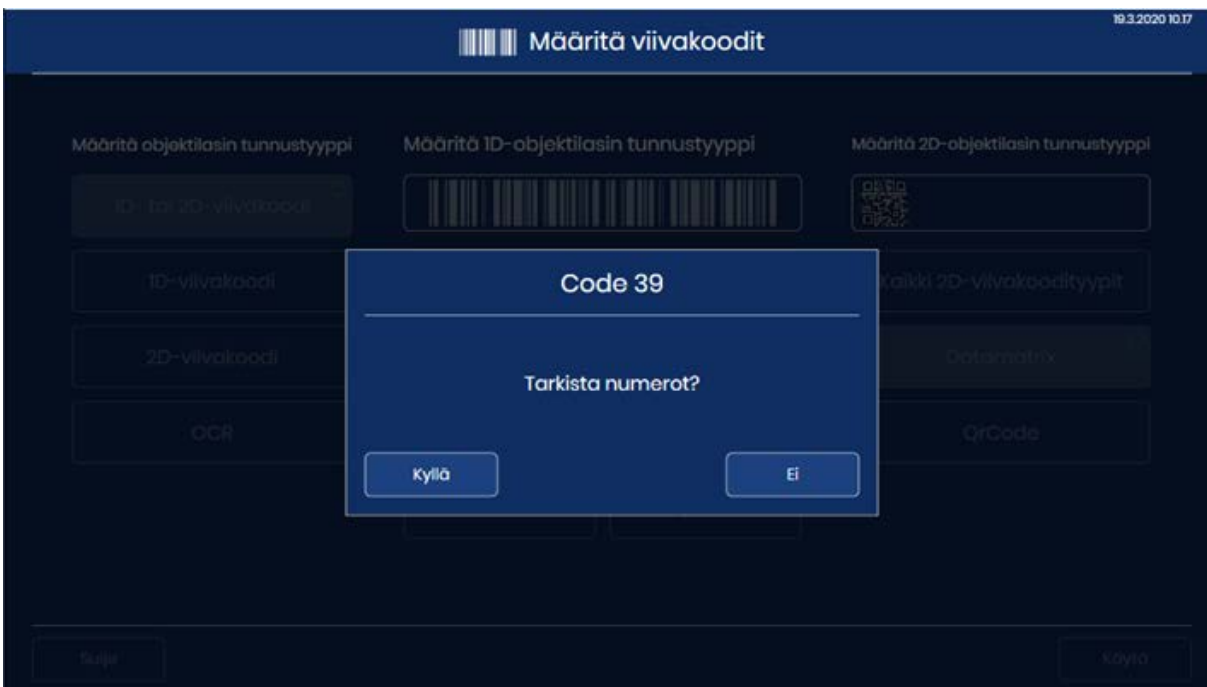 19.3.2020 10.17
Määritä viivakoodit
Määritä objektilasin tunnustyyppi
Määritä 1D-objektilasin tunnustyyppi
Määritä 2D-objektilasin tunnustyyppi
1D- tai 2D-viivakoodi
1D-viivakoodi
Code 39
Kaikki 2D-viivakoodityypit
2D-viivakoodi
Tarkista numerot?
Datamatrix
OCR
QrCode
Kyllä
Ei
Sulje
Käytä